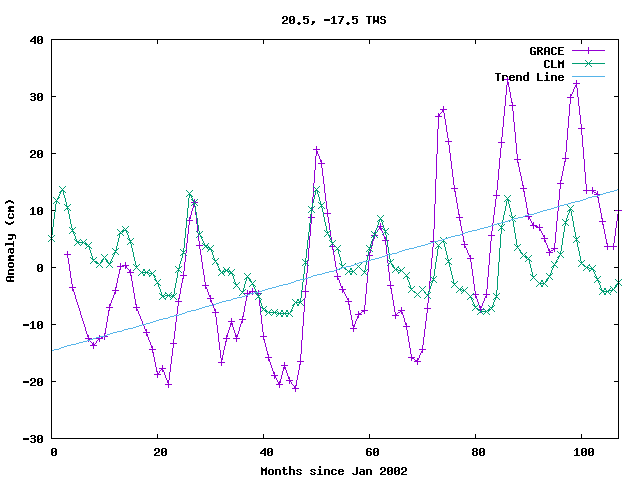 20.5, -17.5 TWS
GRACE
CLM
Trend Line
Anomaly (cm)
40
30
20
10
0
-10
-20
-30
0 20 40 60 80 100
Months since Jan 2002